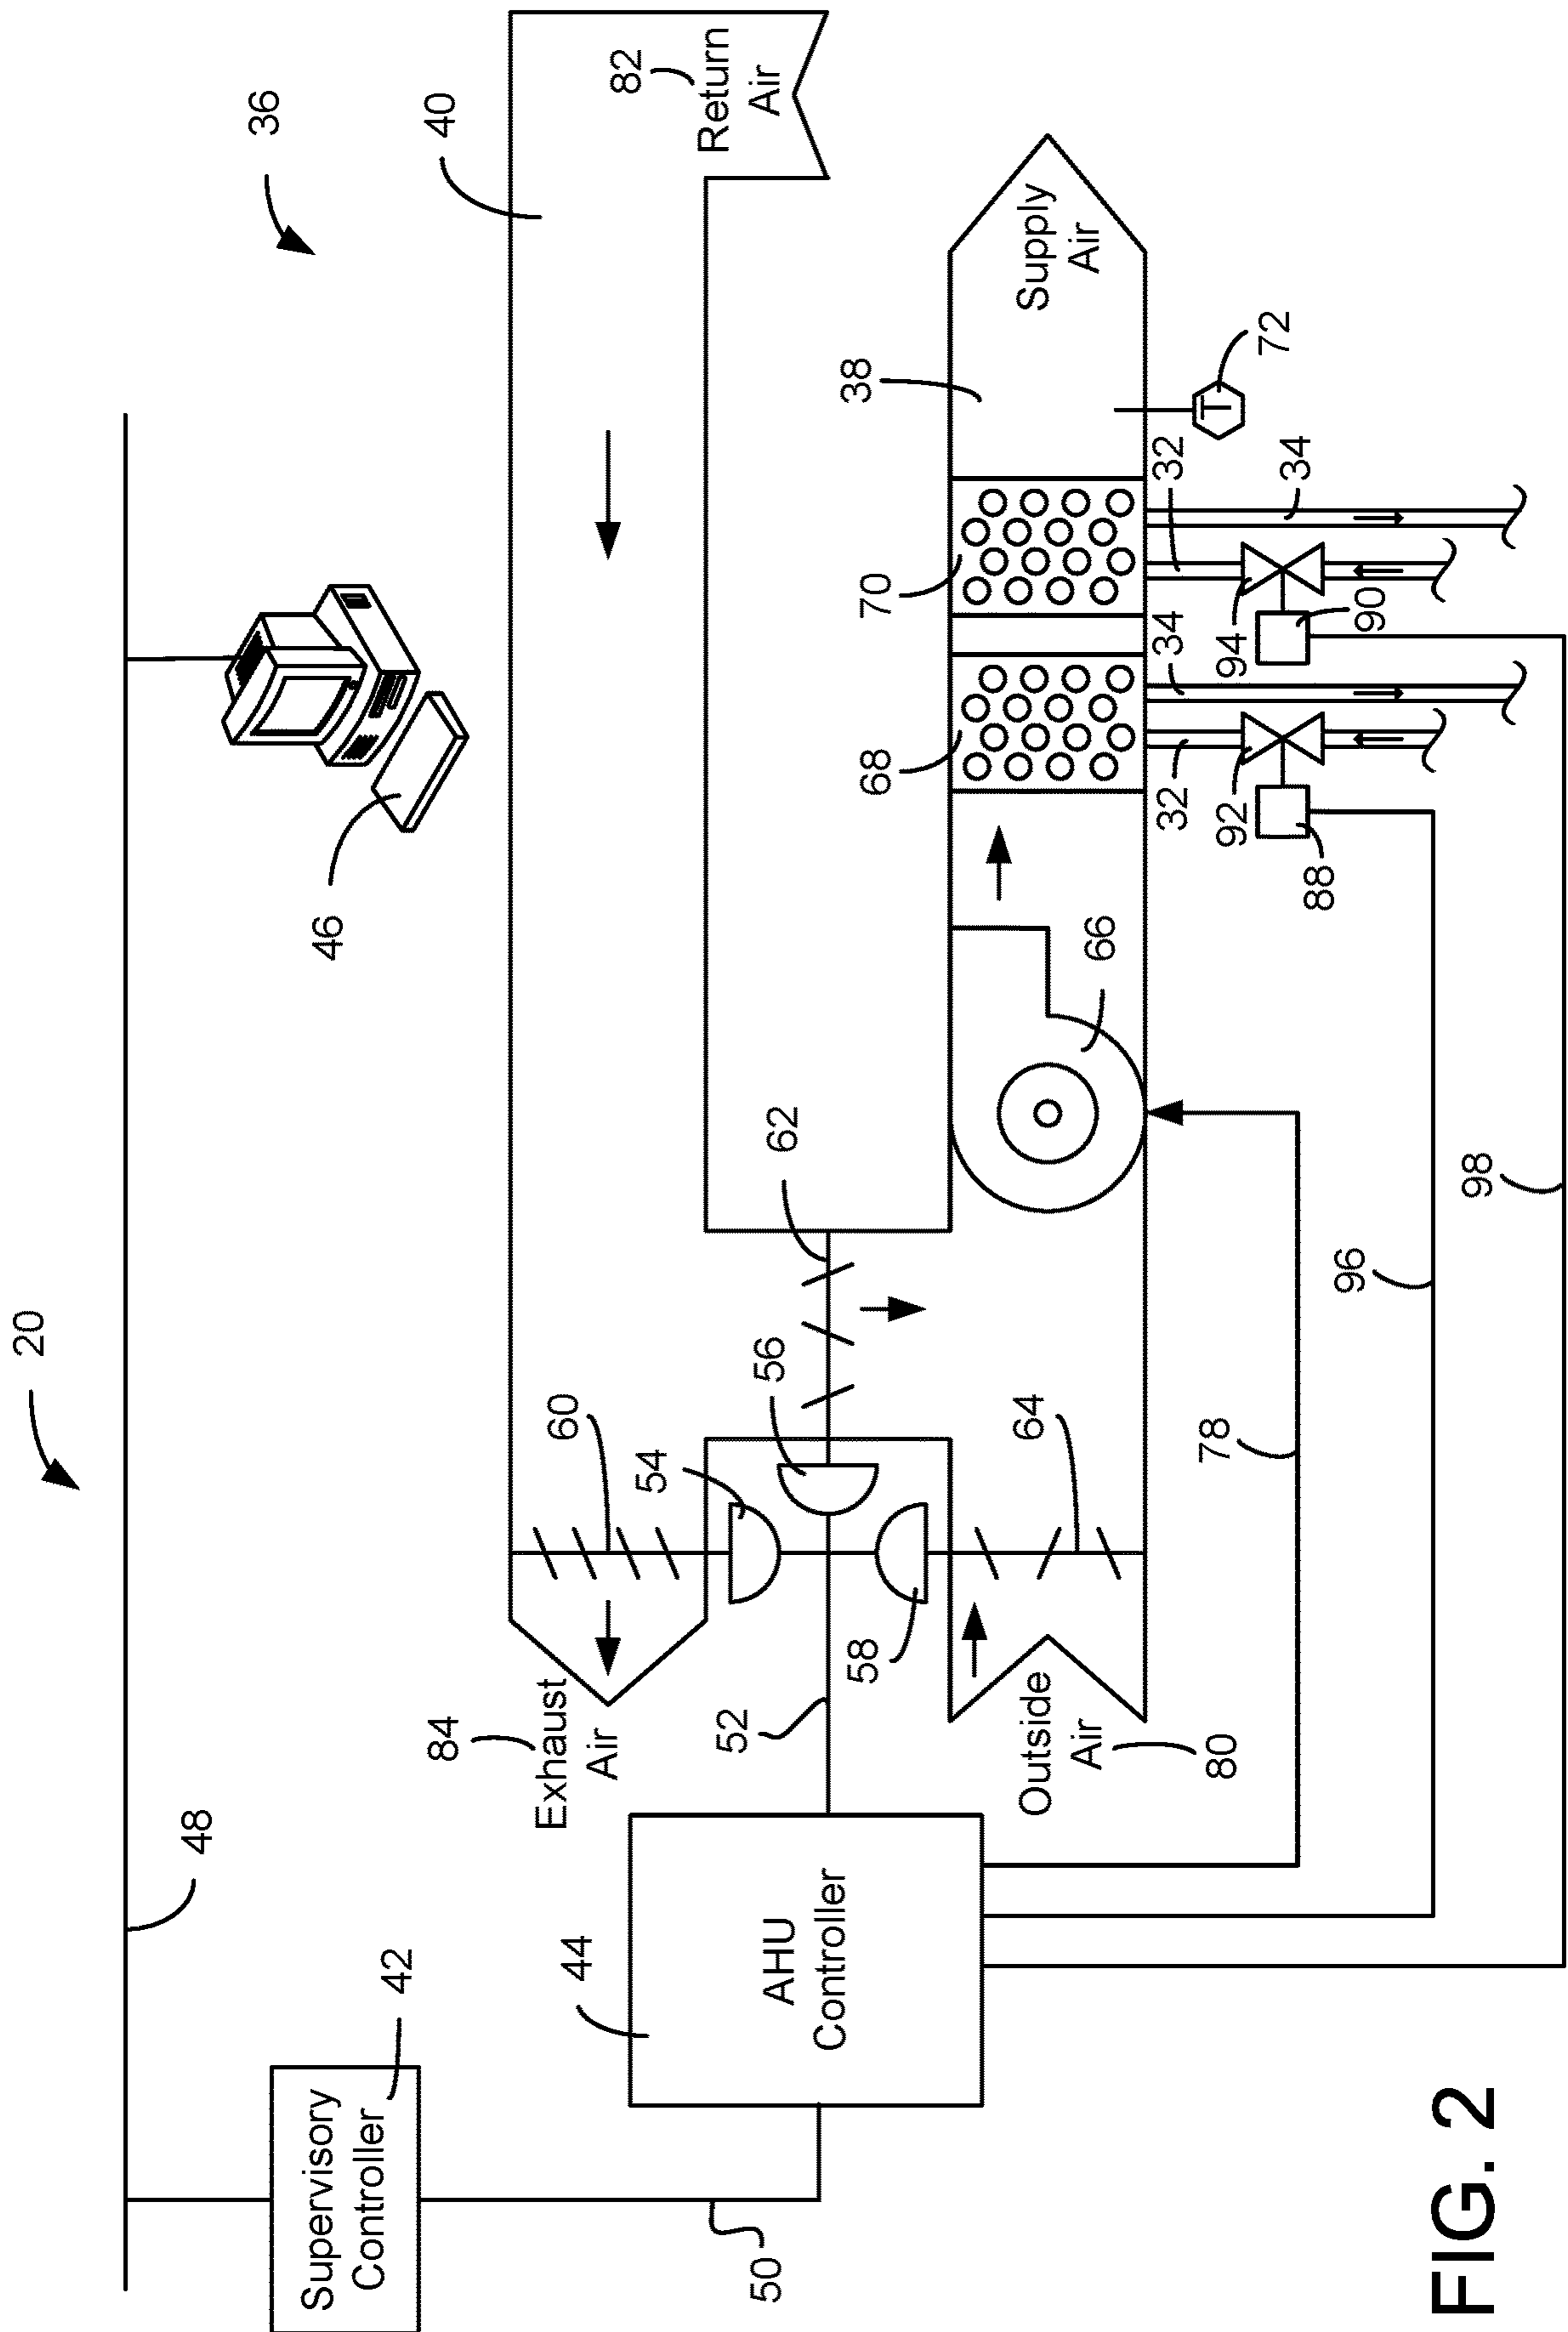 20
36
48
46
40
Supervisory
Controller
42
84
Exhaust
Air
60
54
82
Return
Air
50
44
AHU
Controller
52
56
62
58
64
Outside
Air
80
66
68
70
38
Supply
Air
32
34
32
34
72
92
94
88
90
78
96
98
T
FIG. 2